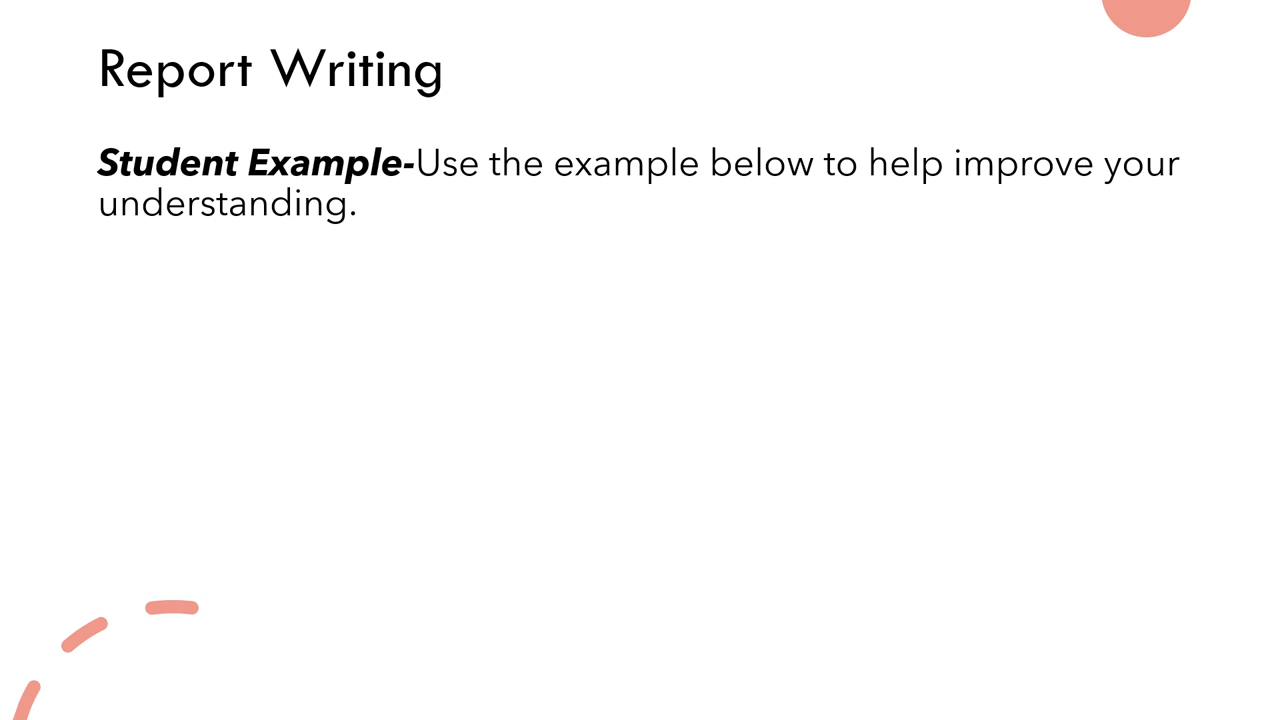 Report Writing
Student Example-Use the example below to help improve your
understanding.